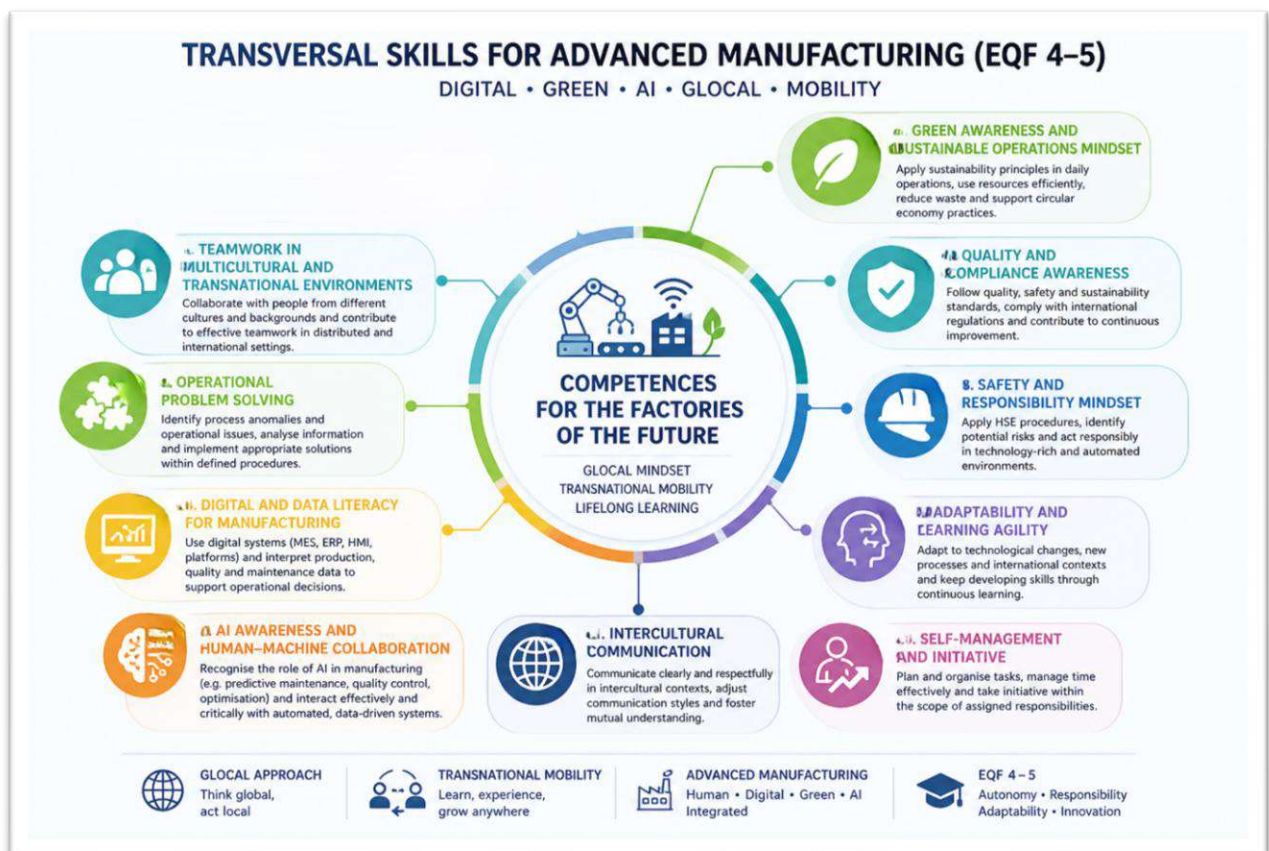 TRANSVERSAL SKILLS FOR ADVANCED MANUFACTURING (EQF 4–5)
DIGITAL • GREEN • AI • GLOCAL • MOBILITY
TEAMWORK IN
MULTICULTURAL AND
TRANSNATIONAL ENVIRONMENTS
Collaborate with people from different
cultures and backgrounds and contribute
to effective teamwork in distributed and
international settings.
OPERATIONAL
PROBLEM SOLVING
Identify process anomalies and
operational issues, analyse information
and implement appropriate solutions
within defined procedures.
DIGITAL AND DATA LITERACY
FOR MANUFACTURING
Use digital systems (MES, ERP, HMI,
platforms) and interpret production,
quality and maintenance data to
support operational decisions.
AI AWARENESS AND
HUMAN–MACHINE COLLABORATION
Recognise the role of AI in manufacturing
(e.g. predictive maintenance, quality control,
optimisation) and interact effectively and
critically with automated, data-driven systems.
COMPETENCES
FOR THE FACTORIES
OF THE FUTURE
GLOCAL MINDSET
TRANSNATIONAL MOBILITY
LIFELONG LEARNING
INTERCULTURAL
COMMUNICATION
Communicate clearly and respectfully
in intercultural contexts, adjust
communication styles and foster
mutual understanding.
GREEN AWARENESS AND
SUSTAINABLE OPERATIONS MINDSET
Apply sustainability principles in daily
operations, use resources efficiently,
reduce waste and support circular
economy practices.
QUALITY AND
COMPLIANCE AWARENESS
Follow quality, safety and sustainability
standards, comply with international
regulations and contribute to continuous
improvement.
8. SAFETY AND
RESPONSIBILITY MINDSET
Apply HSE procedures, identify
potential risks and act responsibly
in technology-rich and automated
environments.
ADAPTABILITY AND
LEARNING AGILITY
Adapt to technological changes, new
processes and international contexts
and keep developing skills through
continuous learning.
SELF-MANAGEMENT
AND INITIATIVE
Plan and organise tasks, manage time
effectively and take initiative within
the scope of assigned responsibilities.
GLOCAL APPROACH
Think global,
act local
TRANSNATIONAL MOBILITY
Learn, experience,
grow anywhere
ADVANCED MANUFACTURING
Human • Digital • Green • AI
Integrated
EQF 4–5
Autonomy • Responsibility
Adaptability • Innovation